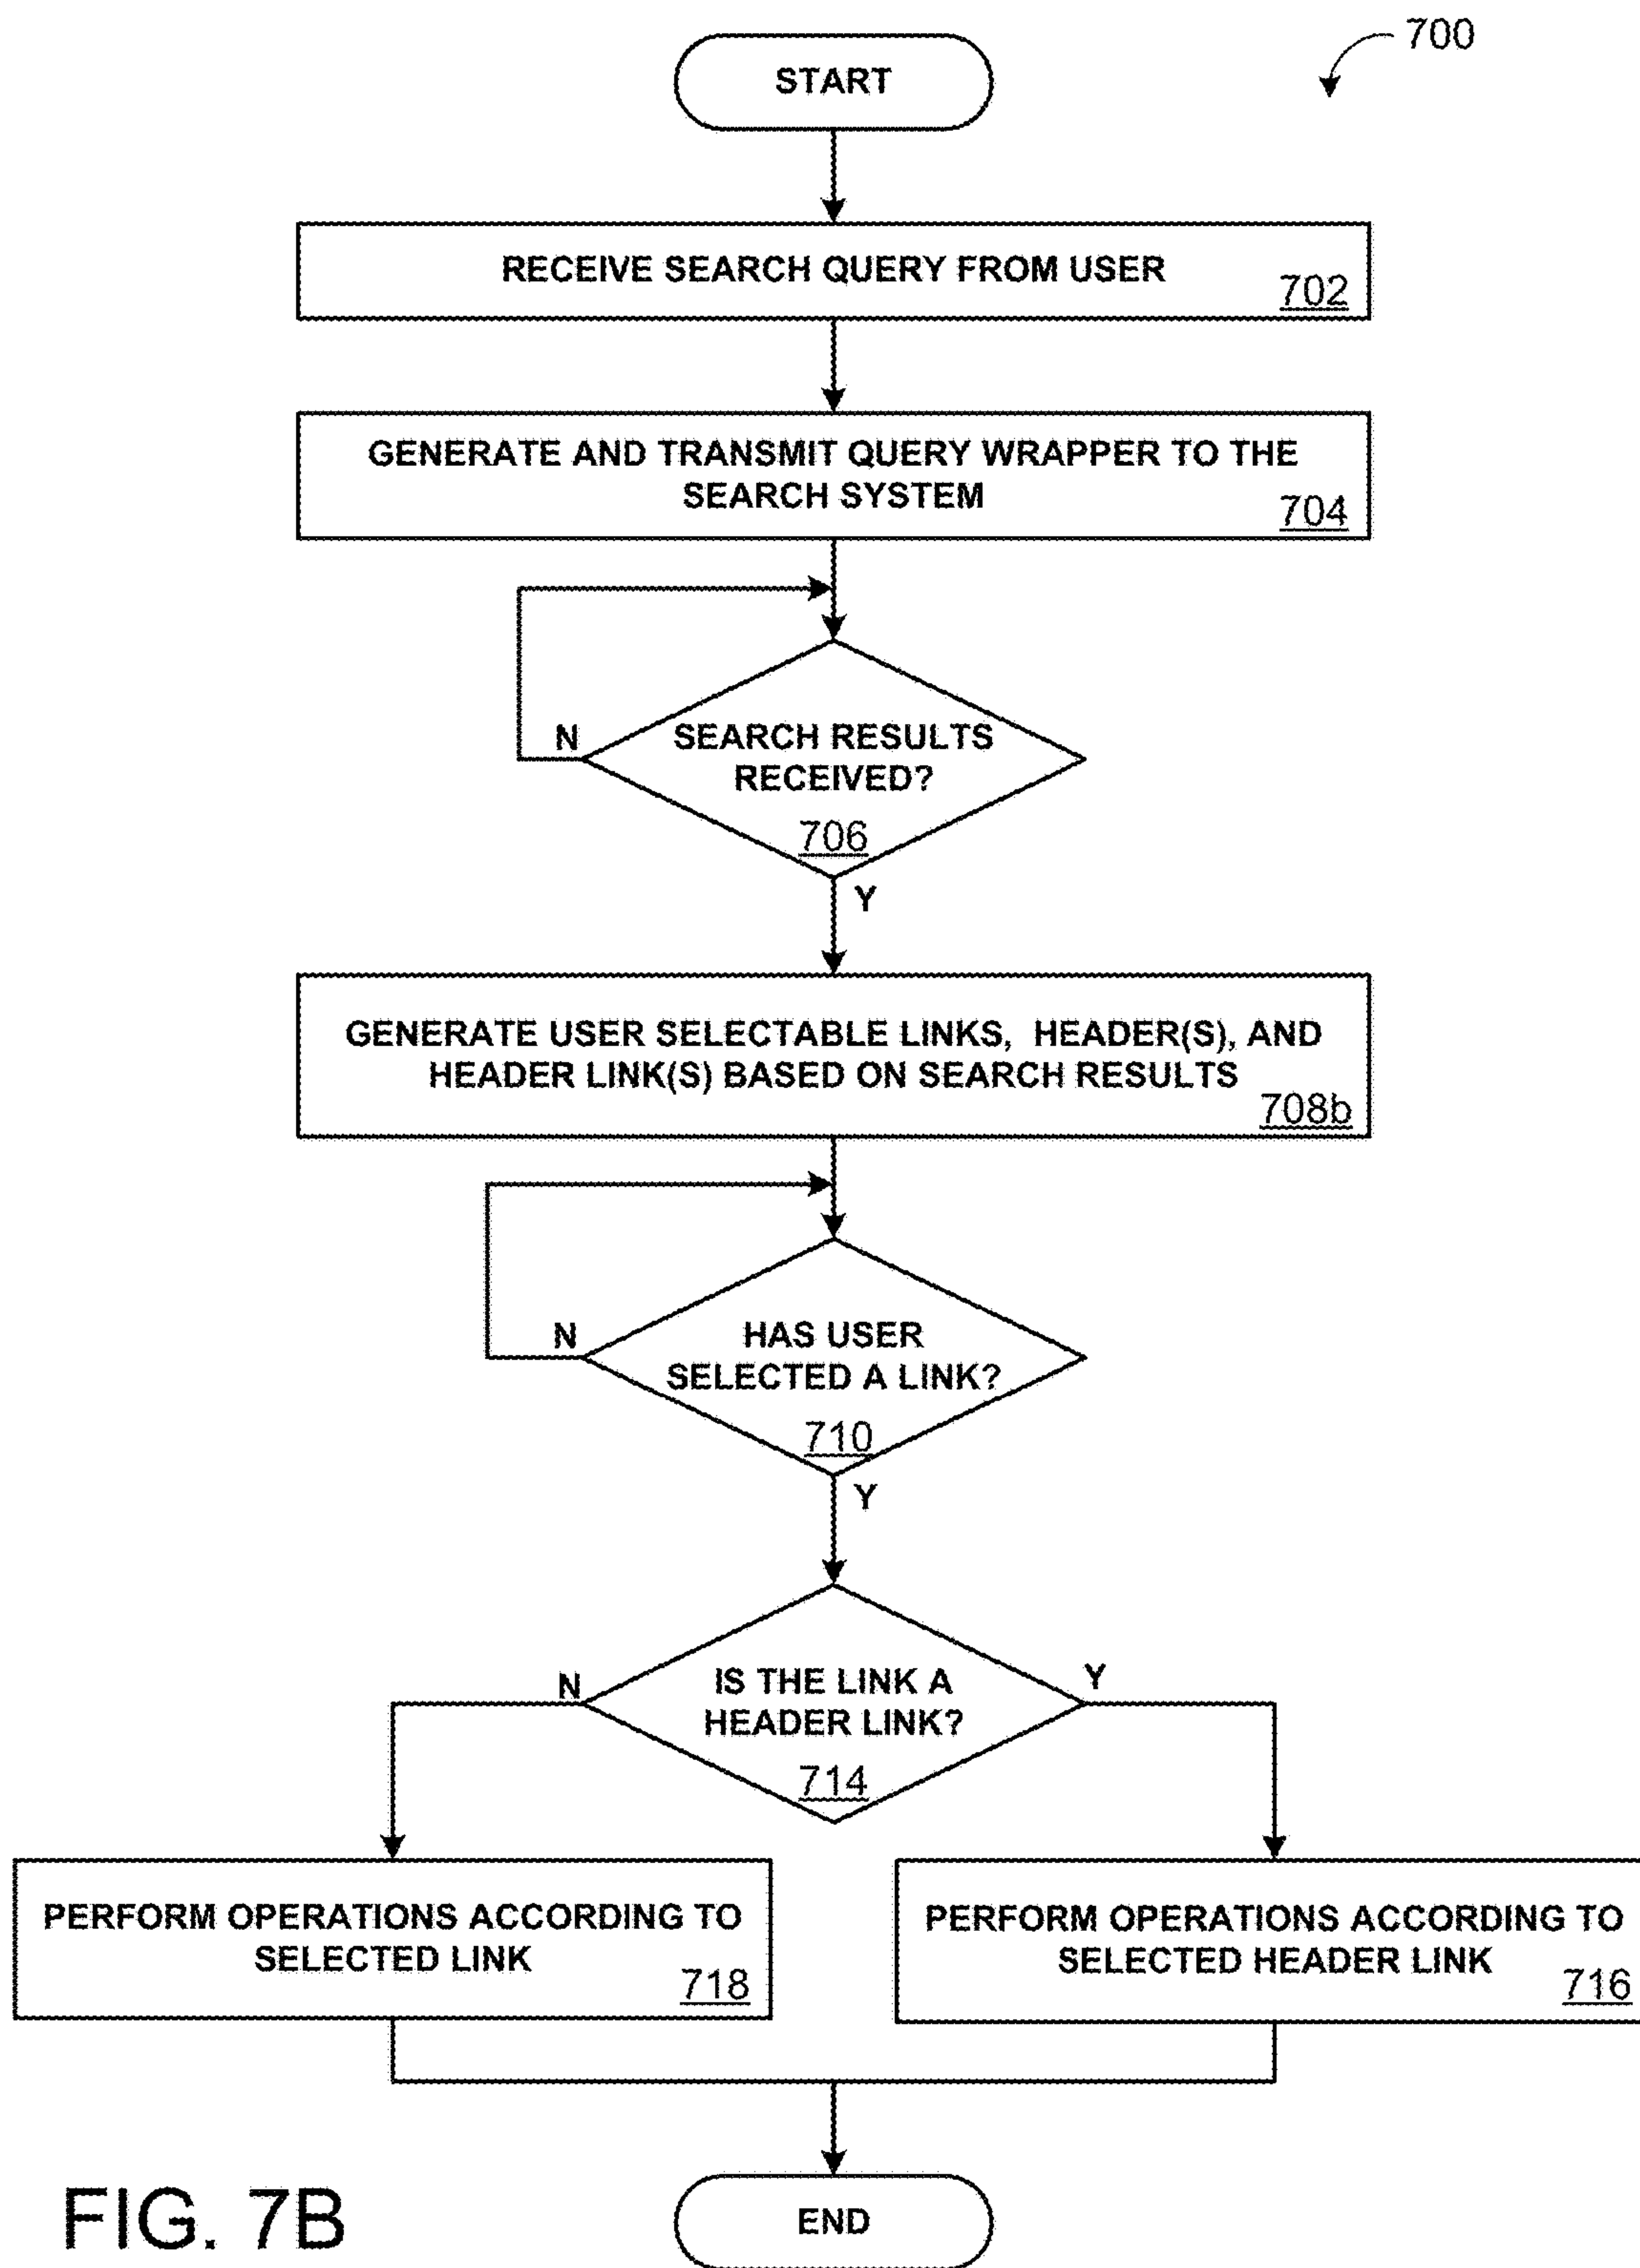 700
START
RECEIVE SEARCH QUERY FROM USER
702
GENERATE AND TRANSMIT QUERY WRAPPER TO THE
SEARCH SYSTEM
704
N
SEARCH RESULTS
RECEIVED?
706
Y
GENERATE USER SELECTABLE LINKS, HEADER(S), AND
HEADER LINK(S) BASED ON SEARCH RESULTS
708b
N
HAS USER
SELECTED A LINK?
710
Y
N
IS THE LINK A
HEADER LINK?
Y
714
PERFORM OPERATIONS ACCORDING TO
SELECTED LINK
718
PERFORM OPERATIONS ACCORDING TO
SELECTED HEADER LINK
716
FIG. 7B
END